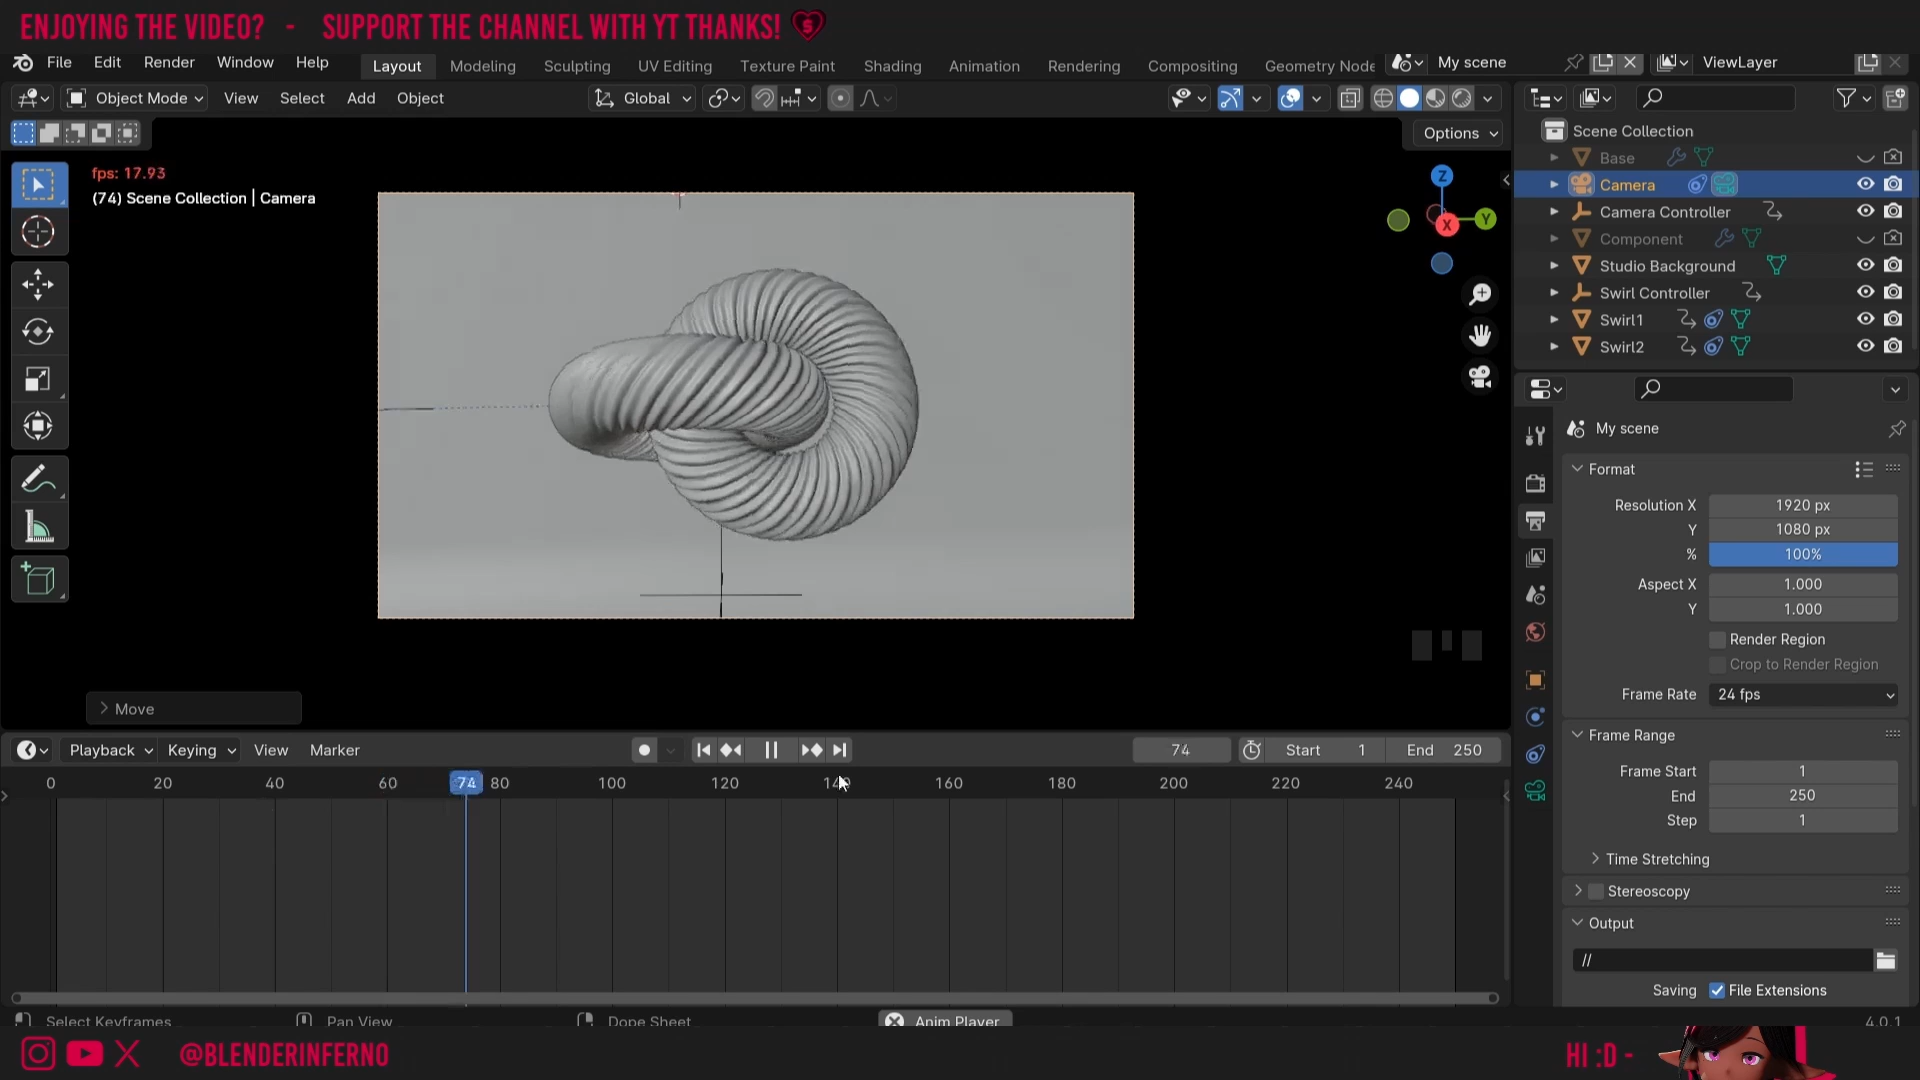 ENJOYING THE VIDEO? - SUPPORT THE CHANNEL WITH YT THANKS!
File Edit Render Window Help Layout Modeling Sculpting UV Editing Texture Paint Shading Animation Rendering Compositing Geometry Node My scene ViewLayer
Object Mode View Select Add Object Global
Options
fps: 17.93
(74) Scene Collection | Camera
Z
Y
X
Move
Scene Collection
Base
Camera
Camera Controller
Component
Studio Background
Swirl Controller
Swirl1
Swirl2
My scene
Format
Resolution X 1920 px
Y 1080 px
% 100%
Aspect X 1.000
Y 1.000
Render Region
Crop to Render Region
Frame Rate 24 fps
Frame Range
Frame Start 1
End 250
Step 1
Time Stretching
Stereoscopy
Output
//
Saving File Extensions
Playback Keying View Marker 74 Start 1 End 250
0 20 40 60 74 80 100 120 140 160 180 200 220 240
Select Keyframes Pan View Dope Sheet Anim Player 4.0.1
@BLENDERINFERNO HI :D -